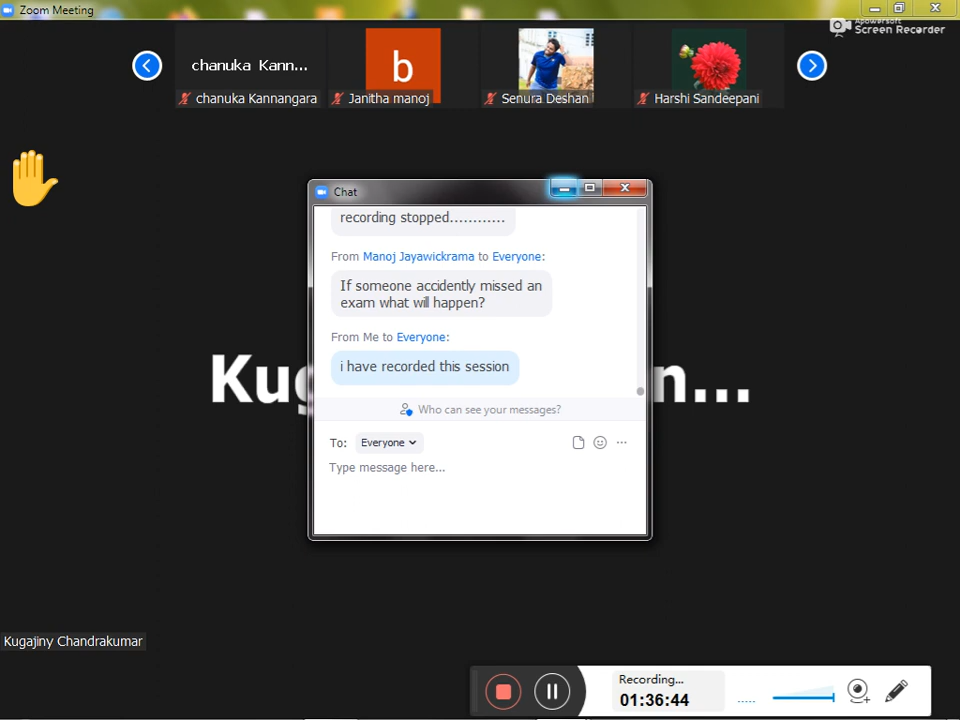 Zoom Meeting
Apowersoft
Screen Recorder
chanuka Kann...
b
chanuka Kannangara
Janitha manoj
Senura Deshan
Harshi Sandeepani
Chat
recording stopped............
From Manoj Jayawickrama to Everyone:
If someone accidently missed an
exam what will happen?
From Me to Everyone:
i have recorded this session
Who can see your messages?
To: Everyone
Type message here...
Kugajiny Chandrakumar
Recording...
01:36:44